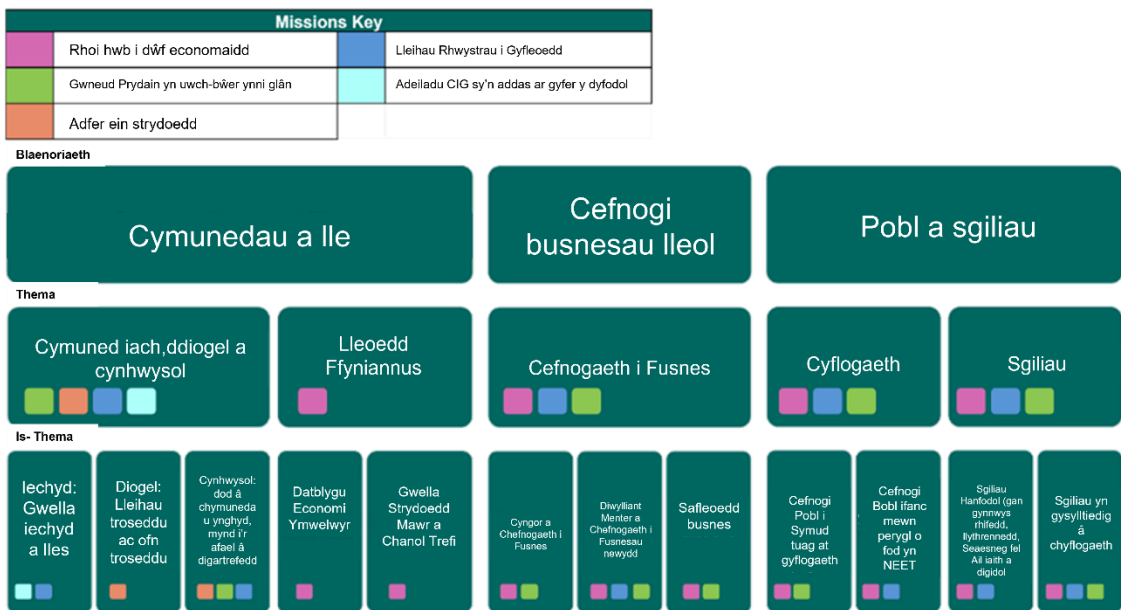 Missions Key
Rhoi hwb i dŵf economaidd
Lleihau Rhwystrau i Gyfleoedd
Gwneud Prydain yn uwch-bŵer ynni glân
Adeiladu CIG sy'n addas ar gyfer y dyfodol
Adfer ein strydoedd
Blaenoriaeth
Cymunedau a lle
Cefnogi
busnesau lleol
Pobl a sgiliau
Thema
Cymuned iach,ddiogel a
cynhwysol
Lleoedd
Ffyniannus
Cefnogaeth i Fusnes
Cyflogaeth
Sgiliau
Is- Thema
Iechyd:
Gwella
iechyd
a lles
Diogel:
Lleihau
troseddu
ac ofn
troseddu
Cynhwysol:
dod â
chymuneda
u ynghyd,
mynd i'r
afael â
digartrefedd
Datblygu
Economi
Ymwelwyr
Gwella
Strydoedd
Mawr a
Chanol Trefi
Cyngor a
Chefnogaeth i
Fusnes
Diwylliant
Menter a
Chefnogaeth i
Fusnesau
newydd
Safleoedd
busnes
Cefnogi
Pobl i
Symud
tuag at
gyflogaeth
Cefnogi
Bobl ifanc
mewn
perygl o
fod yn
NEET
Sgiliau
Hanfodol (gan
gynnwys
rhifedd,
llythrennedd,
Seaesneg fel
Ail iaith a
digidol
Sgiliau yn
gysylltiedig
â
chyflogaeth